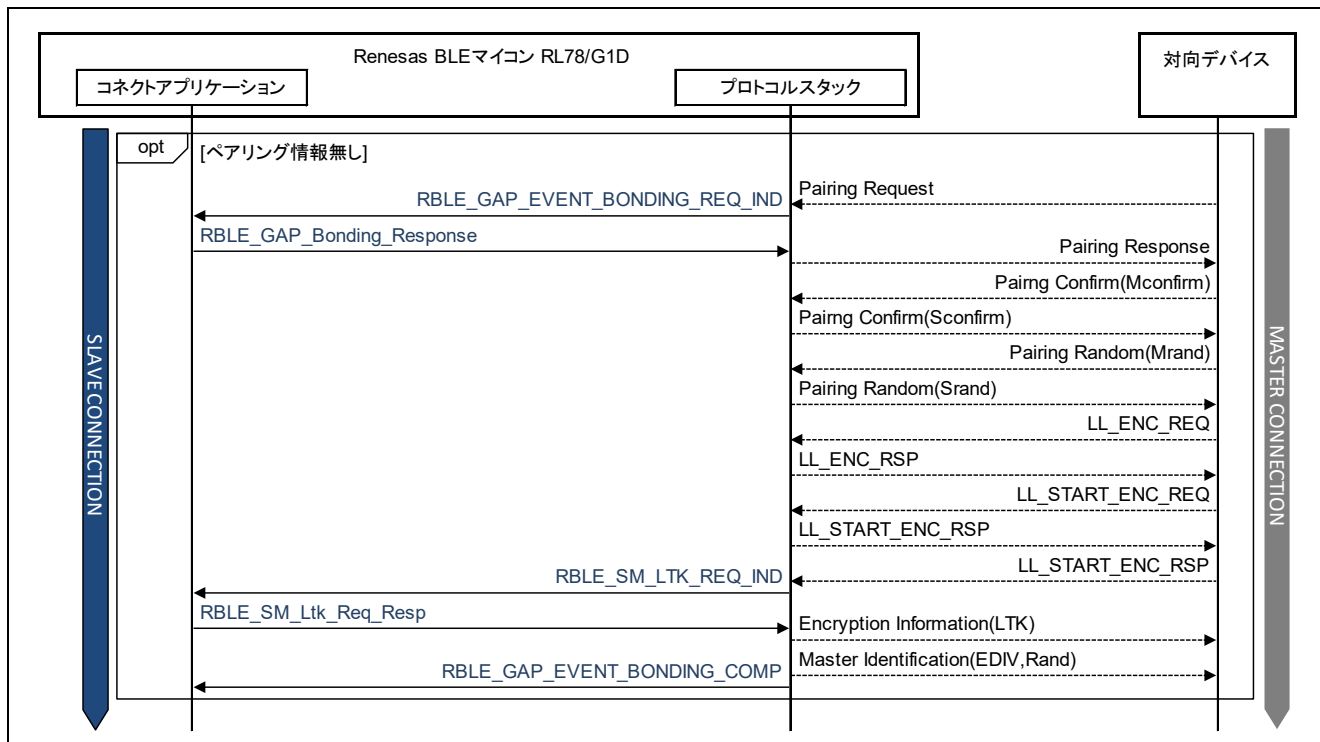 Renesas BLEマイコン RL78/G1D
対向デバイス
コネクトアプリケーション
プロトコルスタック
opt
[ペアリング情報無し]
Pairing Request
RBLE_GAP_EVENT_BONDING_REQ_IND
RBLE_GAP_Bonding_Response
Pairing Response
Pairng Confirm(Mconfirm)
Pairng Confirm(Sconfirm)
Pairing Random(Mrand)
Pairing Random(Srand)
LL_ENC_REQ
LL_ENC_RSP
LL_START_ENC_REQ
LL_START_ENC_RSP
LL_START_ENC_RSP
RBLE_SM_LTK_REQ_IND
RBLE_SM_Ltk_Req_Resp
Encryption Information(LTK)
Master Identification(EDIV,Rand)
RBLE_GAP_EVENT_BONDING_COMP
SLAVE CONNECTION
MASTER CONNECTION